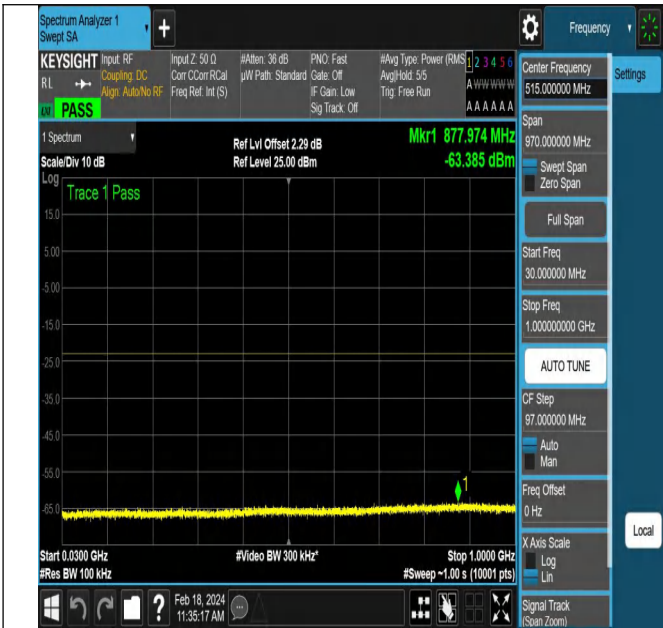 Spectrum Analyzer 1
Swept SA
+
Frequency
KEYSIGHT
RL
PASS
Input: RF
Coupling: DC
Align: Auto/No RF
Input Z: 50 Ω
Corr CCorr RCal
Freq Ref: Int (S)
#Atten: 36 dB
µW Path: Standard
PNO: Fast
Gate: Off
IF Gain: Low
Sig Track: Off
#Avg Type: Power (RMS
Avg|Hold: 5/5
Trig: Free Run
1 2 3 4 5 6
A W W W W W
A A A A A A
1 Spectrum
Scale/Div 10 dB
Log
Ref Lvl Offset 2.29 dB
Ref Level 25.00 dBm
Mkr1 877.974 MHz
-63.385 dBm
Trace 1 Pass
15.0
5.00
-5.00
-15.0
-25.0
-35.0
-45.0
-55.0
-65.0
1
Start 0.0300 GHz
#Res BW 100 kHz
#Video BW 300 kHz*
Stop 1.0000 GHz
#Sweep ~1.00 s (10001 pts)
Feb 18, 2024
11:35:17 AM
Center Frequency
515.000000 MHz
Settings
Span
970.000000 MHz
Swept Span
Zero Span
Full Span
Start Freq
30.000000 MHz
Stop Freq
1.000000000 GHz
AUTO TUNE
CF Step
97.000000 MHz
Auto
Man
Freq Offset
0 Hz
Local
X Axis Scale
Log
Lin
Signal Track
(Span Zoom)